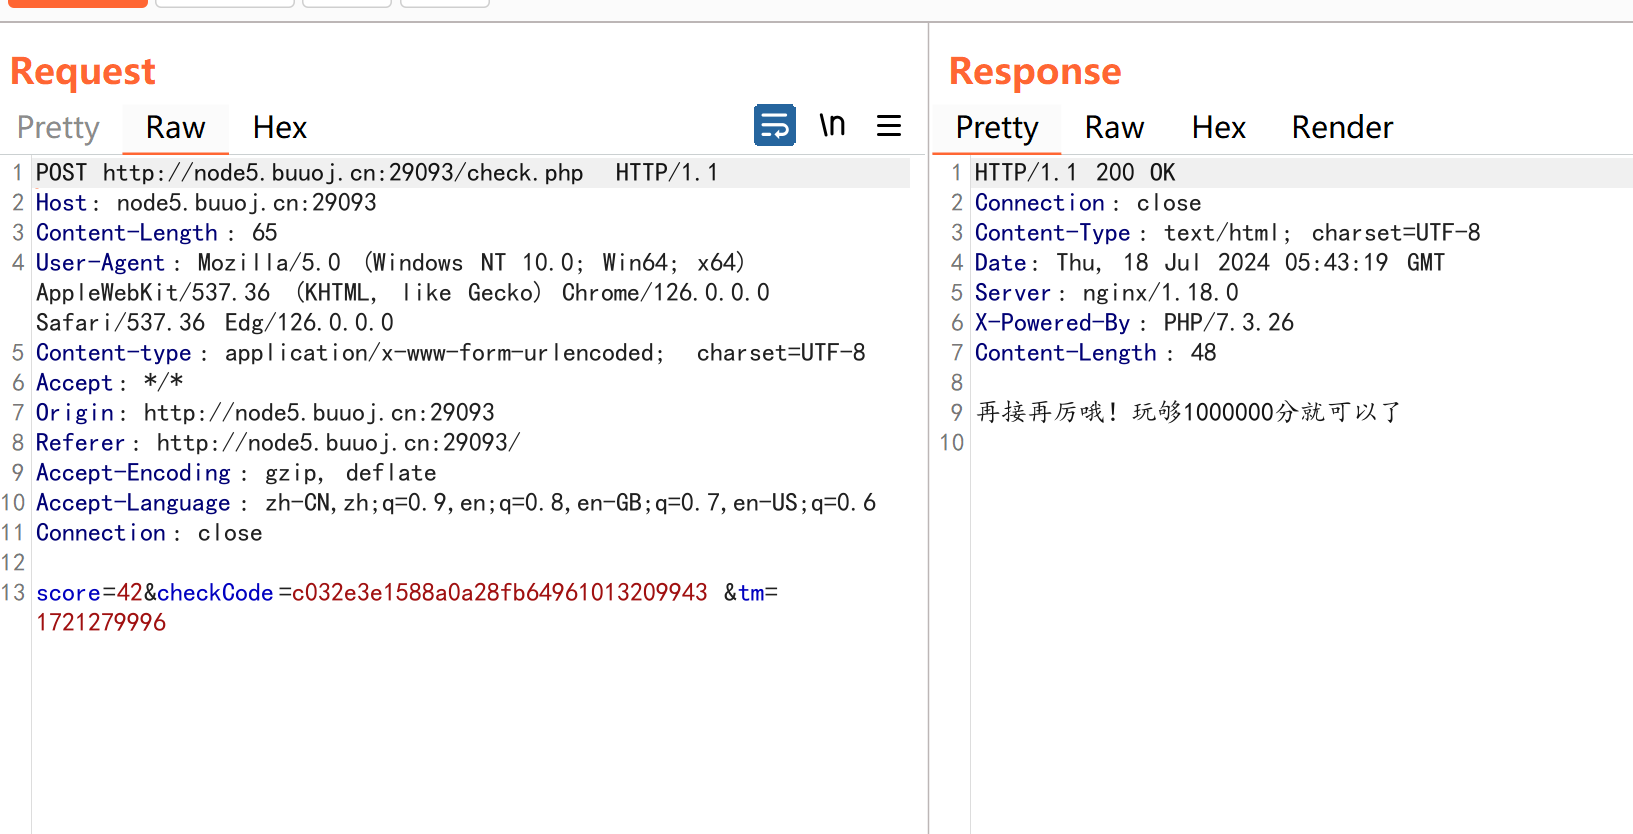 Request
Pretty Raw Hex
\n
1 POST http://node5.buuoj.cn:29093/check.php HTTP/1.1
2 Host: node5.buuoj.cn:29093
3 Content-Length: 65
4 User-Agent: Mozilla/5.0 (Windows NT 10.0; Win64; x64)
AppleWebKit/537.36 (KHTML, like Gecko) Chrome/126.0.0.0
Safari/537.36 Edg/126.0.0.0
5 Content-type: application/x-www-form-urlencoded; charset=UTF-8
6 Accept: */*
7 Origin: http://node5.buuoj.cn:29093
8 Referer: http://node5.buuoj.cn:29093/
9 Accept-Encoding: gzip, deflate
10 Accept-Language: zh-CN,zh;q=0.9,en;q=0.8,en-GB;q=0.7,en-US;q=0.6
11 Connection: close
12
13 score=42&checkCode=c032e3e1588a0a28fb64961013209943&tm=
1721279996
Response
Pretty Raw Hex Render
1 HTTP/1.1 200 OK
2 Connection: close
3 Content-Type: text/html; charset=UTF-8
4 Date: Thu, 18 Jul 2024 05:43:19 GMT
5 Server: nginx/1.18.0
6 X-Powered-By: PHP/7.3.26
7 Content-Length: 48
8
9 再接再厉哦！玩够1000000分就可以了
10